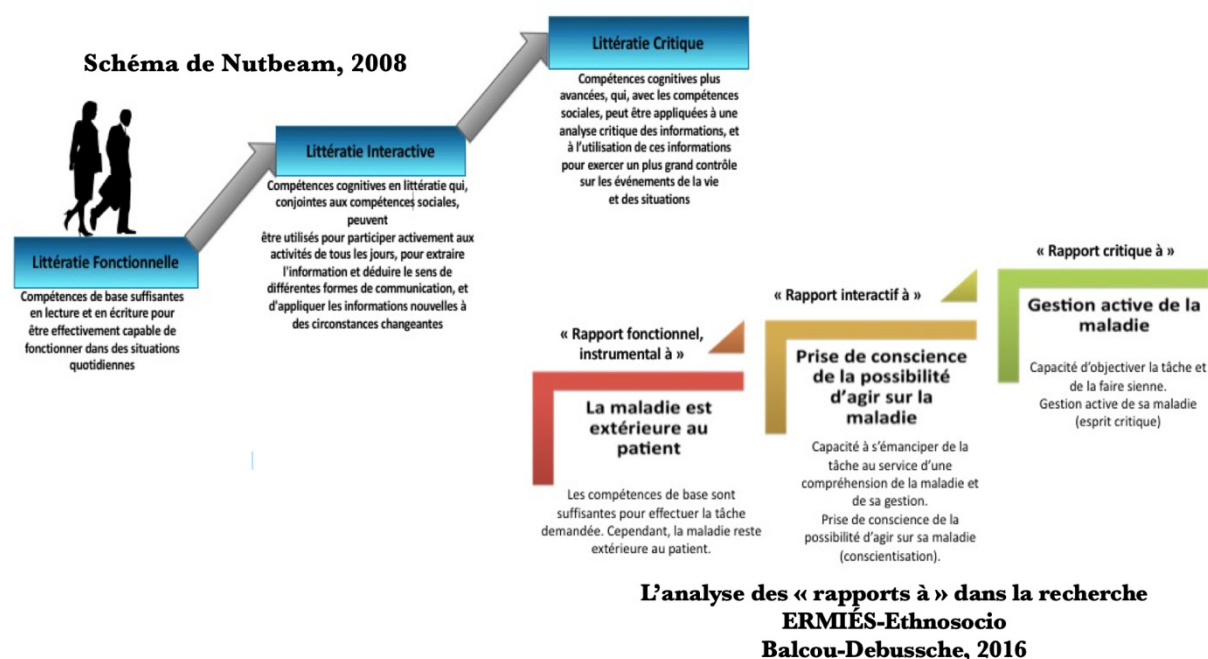 Schéma de Nutbeam, 2008
Littératie Fonctionnelle
Compétences de base suffisantes
en lecture et en écriture pour
être effectivement capable de
fonctionner dans des situations
quotidiennes
Littératie Interactive
Compétences cognitives en littératie qui,
conjointes aux compétences sociales,
peuvent
être utilisés pour participer activement aux
activités de tous les jours, pour extraire
l'information et déduire le sens de
différentes formes de communication, et
d'appliquer les informations nouvelles à
des circonstances changeantes
Littératie Critique
Compétences cognitives plus
avancées, qui, avec les compétences
sociales, peut être appliquées à une
analyse critique des informations, et
à l'utilisation de ces informations
pour exercer un plus grand contrôle
sur les événements de la vie
et des situations
« Rapport fonctionnel,
instrumental à »
La maladie est
extérieure au
patient
Les compétences de base sont
suffisantes pour effectuer la tâche
demandée. Cependant, la maladie reste
extérieure au patient.
« Rapport interactif à »
Prise de conscience
de la possibilité
d'agir sur la
maladie
Capacité à s'émanciper de la
tâche au service d'une
compréhension de la maladie et
de sa gestion.
Prise de conscience de la
possibilité d'agir sur sa maladie
(conscientisation).
« Rapport critique à »
Gestion active de la
maladie
Capacité d'objectiver la tâche et
de la faire sienne.
Gestion active de sa maladie
(esprit critique)
L'analyse des « rapports à » dans la recherche
ERMIÉS-Ethnosocio
Balcou-Debussche, 2016